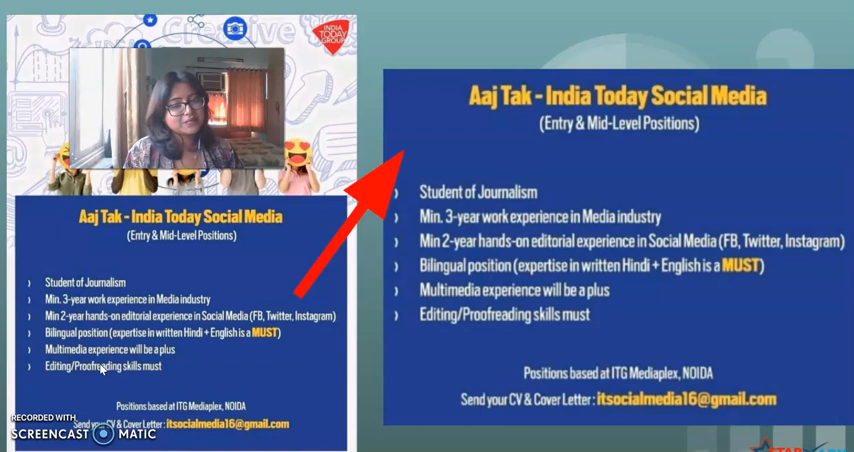 Creative
INDIA
TODAY
GROUP
Aaj Tak - India Today Social Media
(Entry & Mid-Level Positions)
Student of Journalism
Min. 3-year work experience in Media industry
Min 2-year hands-on editorial experience in Social Media (FB, Twitter, Instagram)
Bilingual position (expertise in written Hindi + English is a MUST)
Multimedia experience will be a plus
Editing/Proofreading skills must
Positions based at ITG Mediaplex, NOIDA
Send your CV & Cover Letter : itsocialmedia16@gmail.com
RECORDED WITH
SCREENCAST MATIC
Aaj Tak - India Today Social Media
(Entry & Mid-Level Positions)
Student of Journalism
Min. 3-year work experience in Media industry
Min 2-year hands-on editorial experience in Social Media (FB, Twitter, Instagram)
Bilingual position (expertise in written Hindi + English is a MUST)
Multimedia experience will be a plus
Editing/Proofreading skills must
Positions based at ITG Mediaplex, NOIDA
Send your CV & Cover Letter : itsocialmedia16@gmail.com